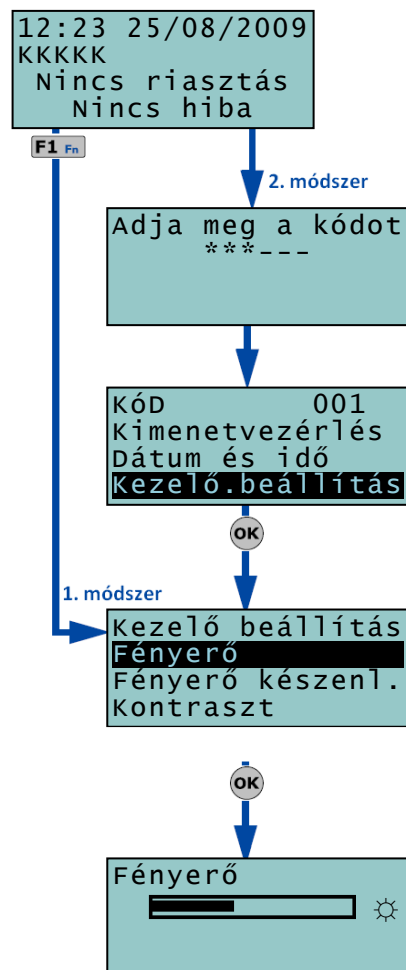 12:23 25/08/2009
KKKKK
Nincs riasztás
Nincs hiba
F1 Fn
2. módszer
Adja meg a kódot
***---
KÓD 001
Kimenetvezérlés
Dátum és idő
Kezelő.beállítás
OK
1. módszer
Kezelő beállítás
Fényerő
Fényerő készenl.
Kontraszt
OK
Fényerő